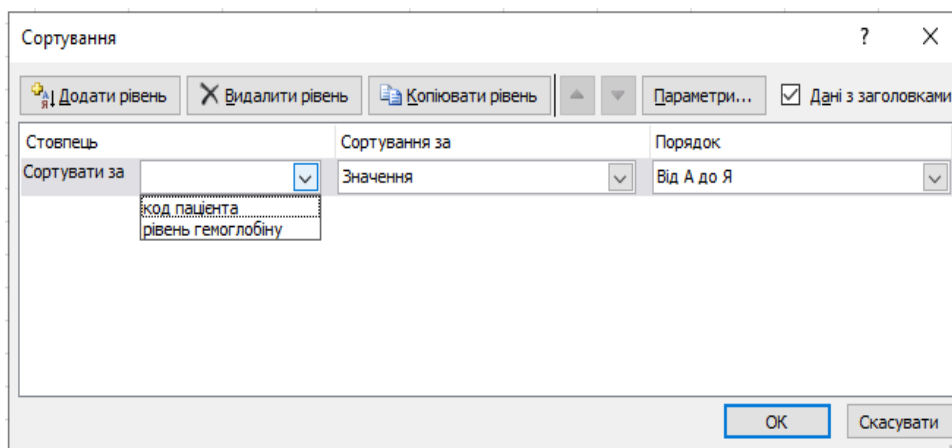 Сортування ?
Додати рівень Видалити рівень Копіювати рівень Параметри... Дані з заголовками
Стовпець Сортування за Порядок
Сортувати за Значення Від А до Я
код пацієнта
рівень гемоглобіну
ОК Скасувати